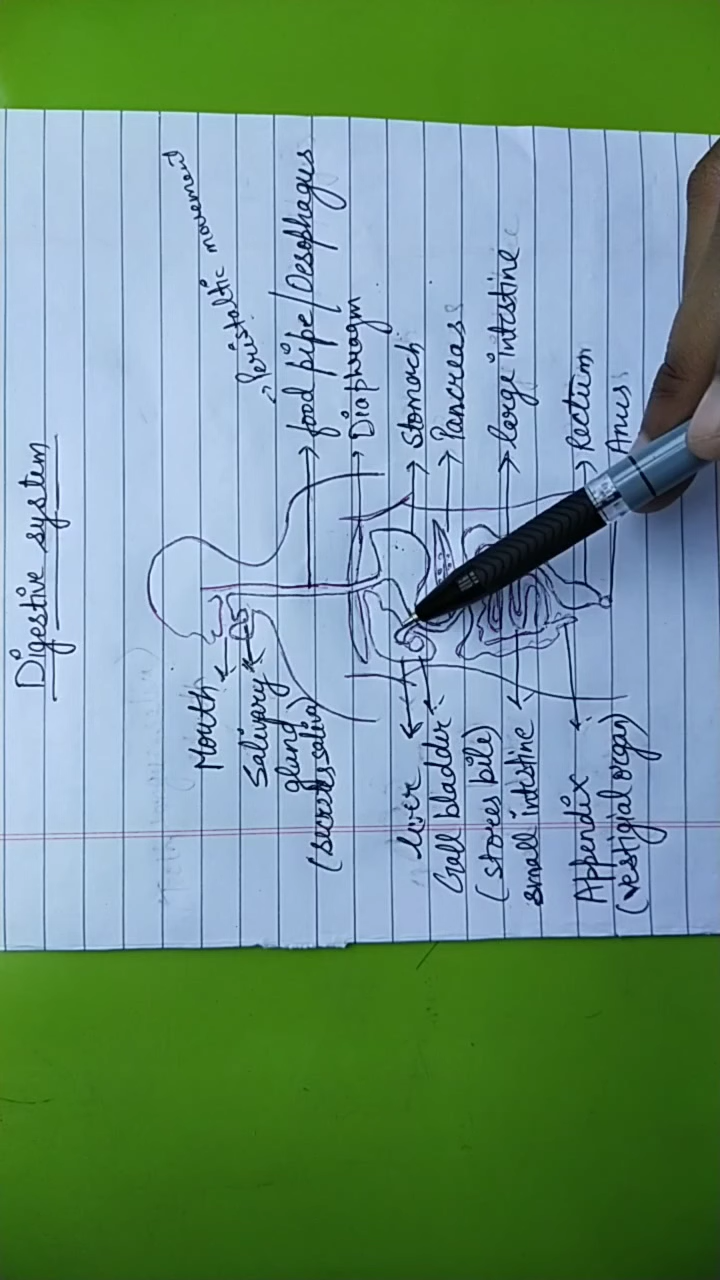 Digestive system
Peristaltic movement
food pipe/Oesophagus
Diaphragm
Stomach
Pancreas
large intestine
Rectum
Anus
Mouth
Salivary
gland
(secretes saliva)
liver
Gall bladder
(stores bile)
small intistine
Appendix
(vestigial organ)